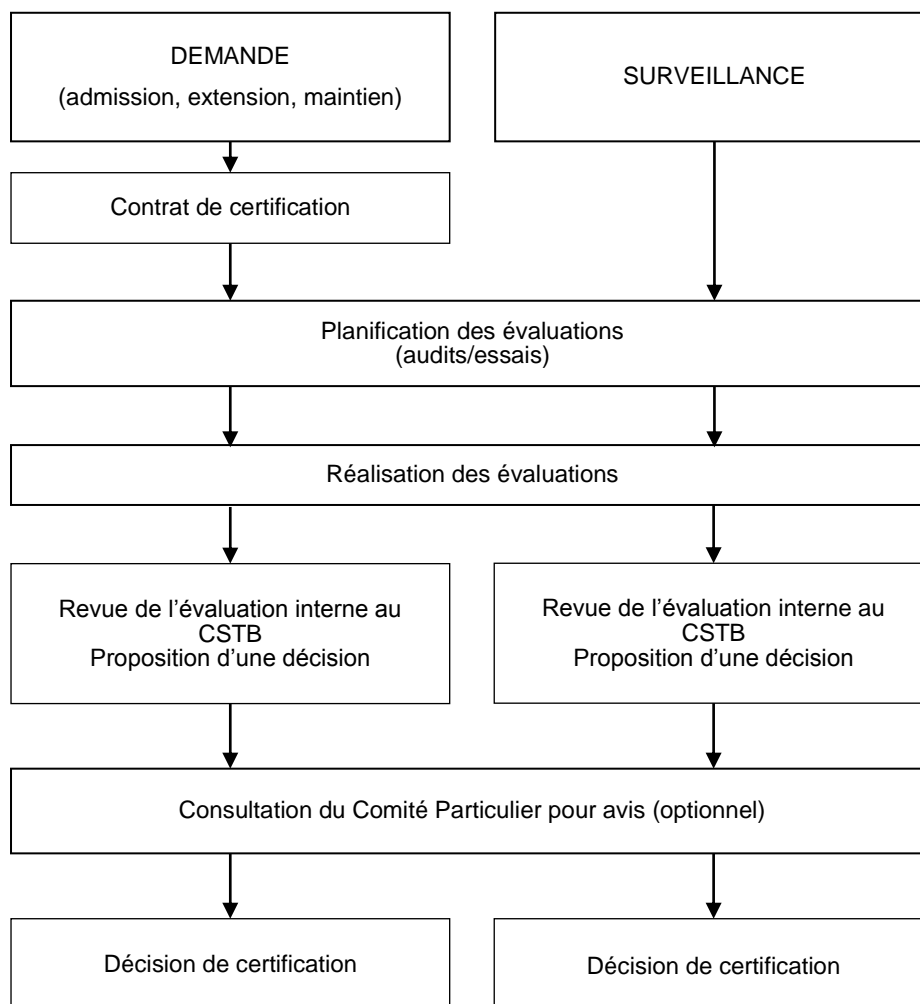 DEMANDE
(admission, extension, maintien)
SURVEILLANCE
Contrat de certification
Planification des évaluations
(audits/essais)
Réalisation des évaluations
Revue de l’évaluation interne au
CSTB
Proposition d’une décision
Revue de l’évaluation interne au
CSTB
Proposition d’une décision
Consultation du Comité Particulier pour avis (optionnel)
Décision de certification
Décision de certification